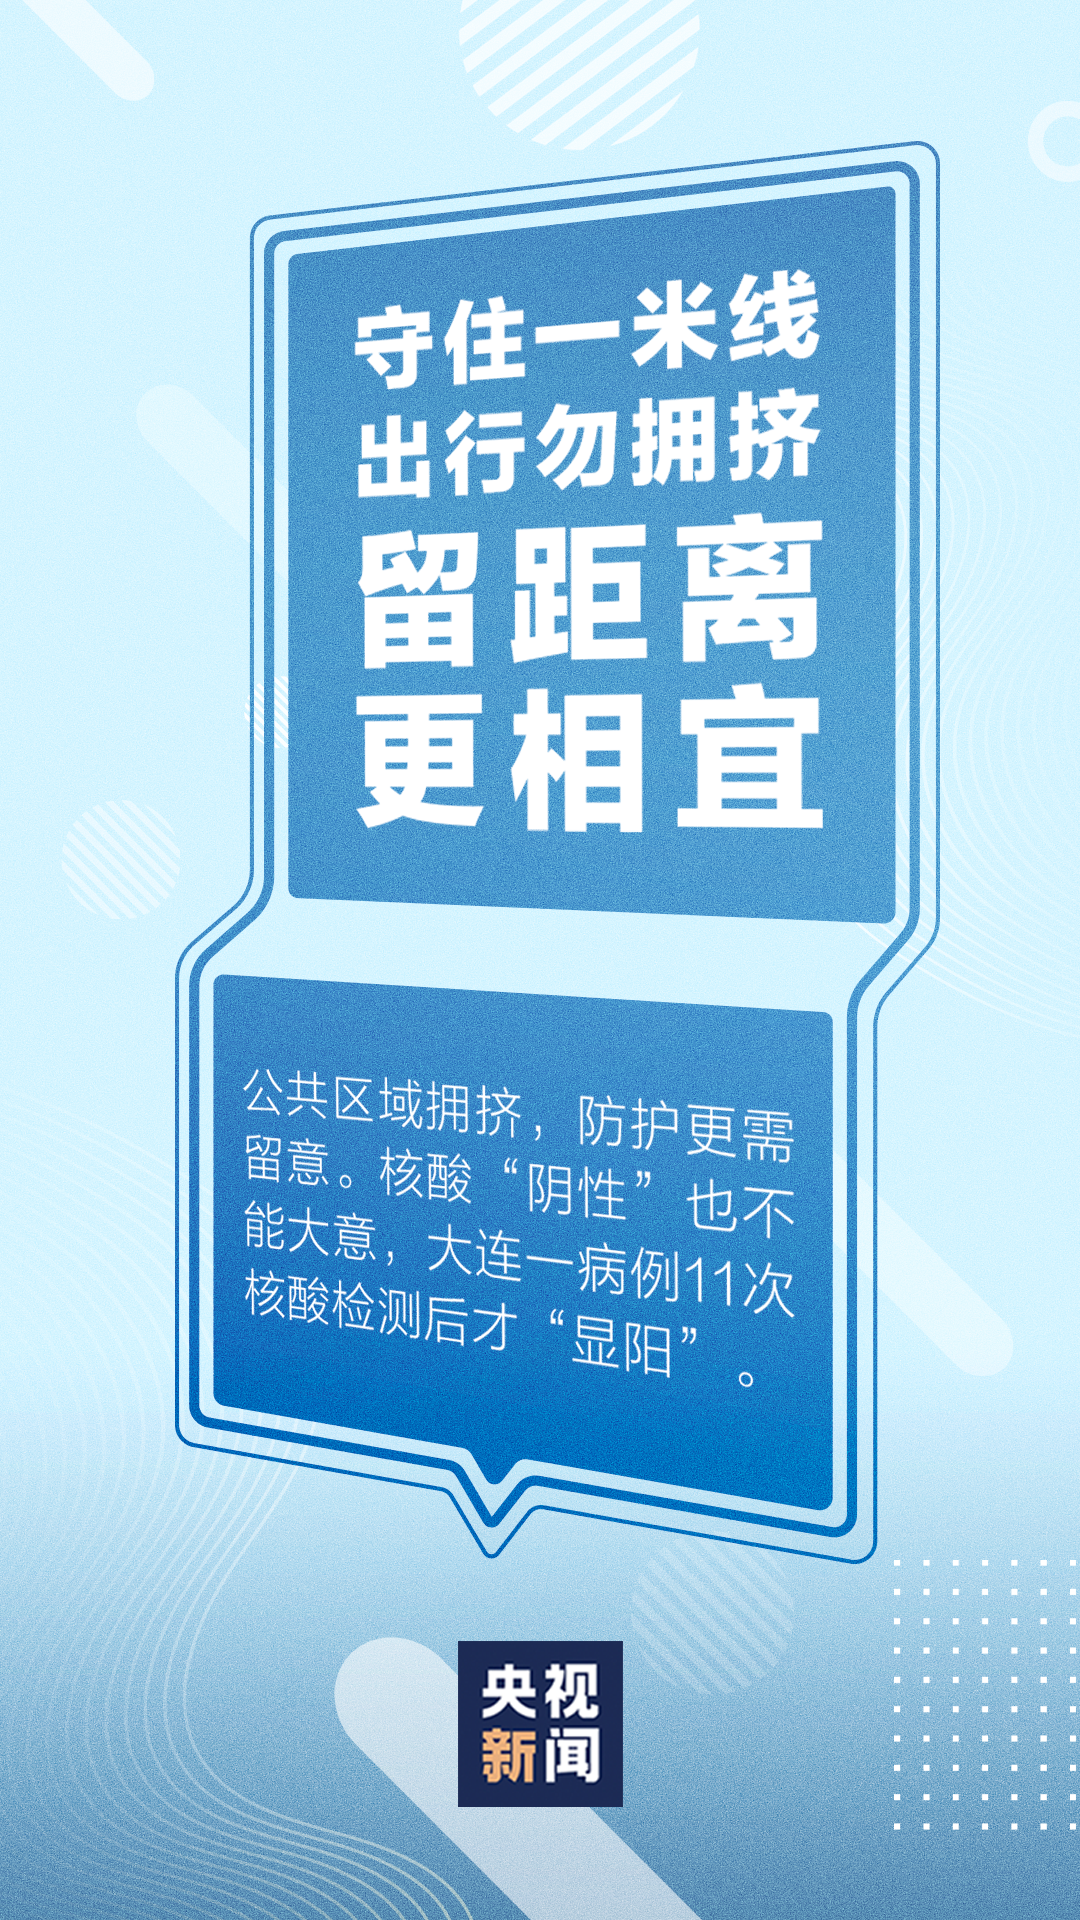 守住一米线
出行勿拥挤
留距离
更相宜
公共区域拥挤，防护更需
留意。核酸“阴性”也不
能大意，大连一病例11次
核酸检测后才“显阳”。
央视
新闻